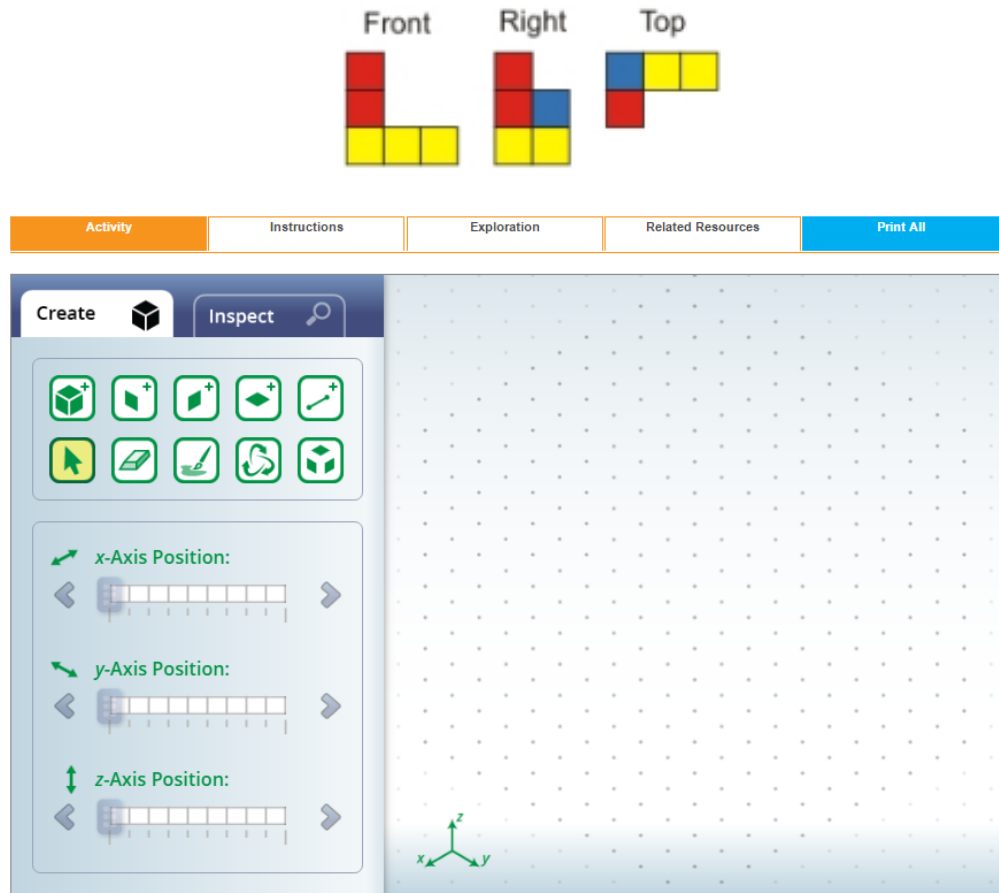 Front Right Top
Activity Instructions Exploration Related Resources Print All
Create Inspect
x-Axis Position:
y-Axis Position:
z-Axis Position:
z
x y